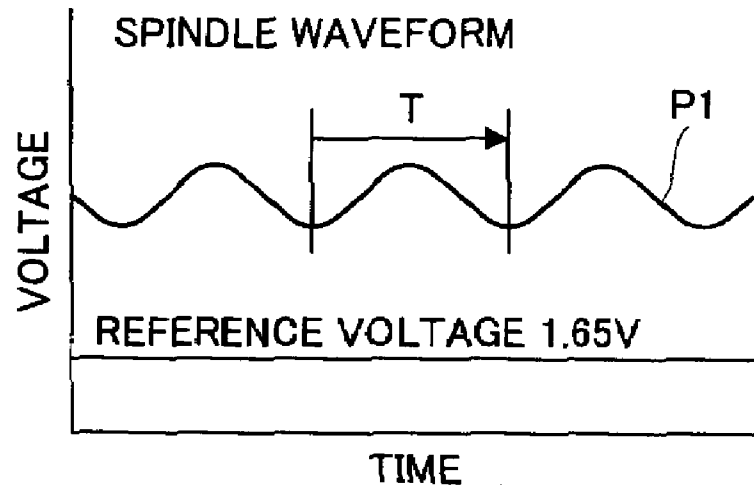 SPINDLE WAVEFORM
T
P1
VOLTAGE
REFERENCE VOLTAGE 1.65V
TIME